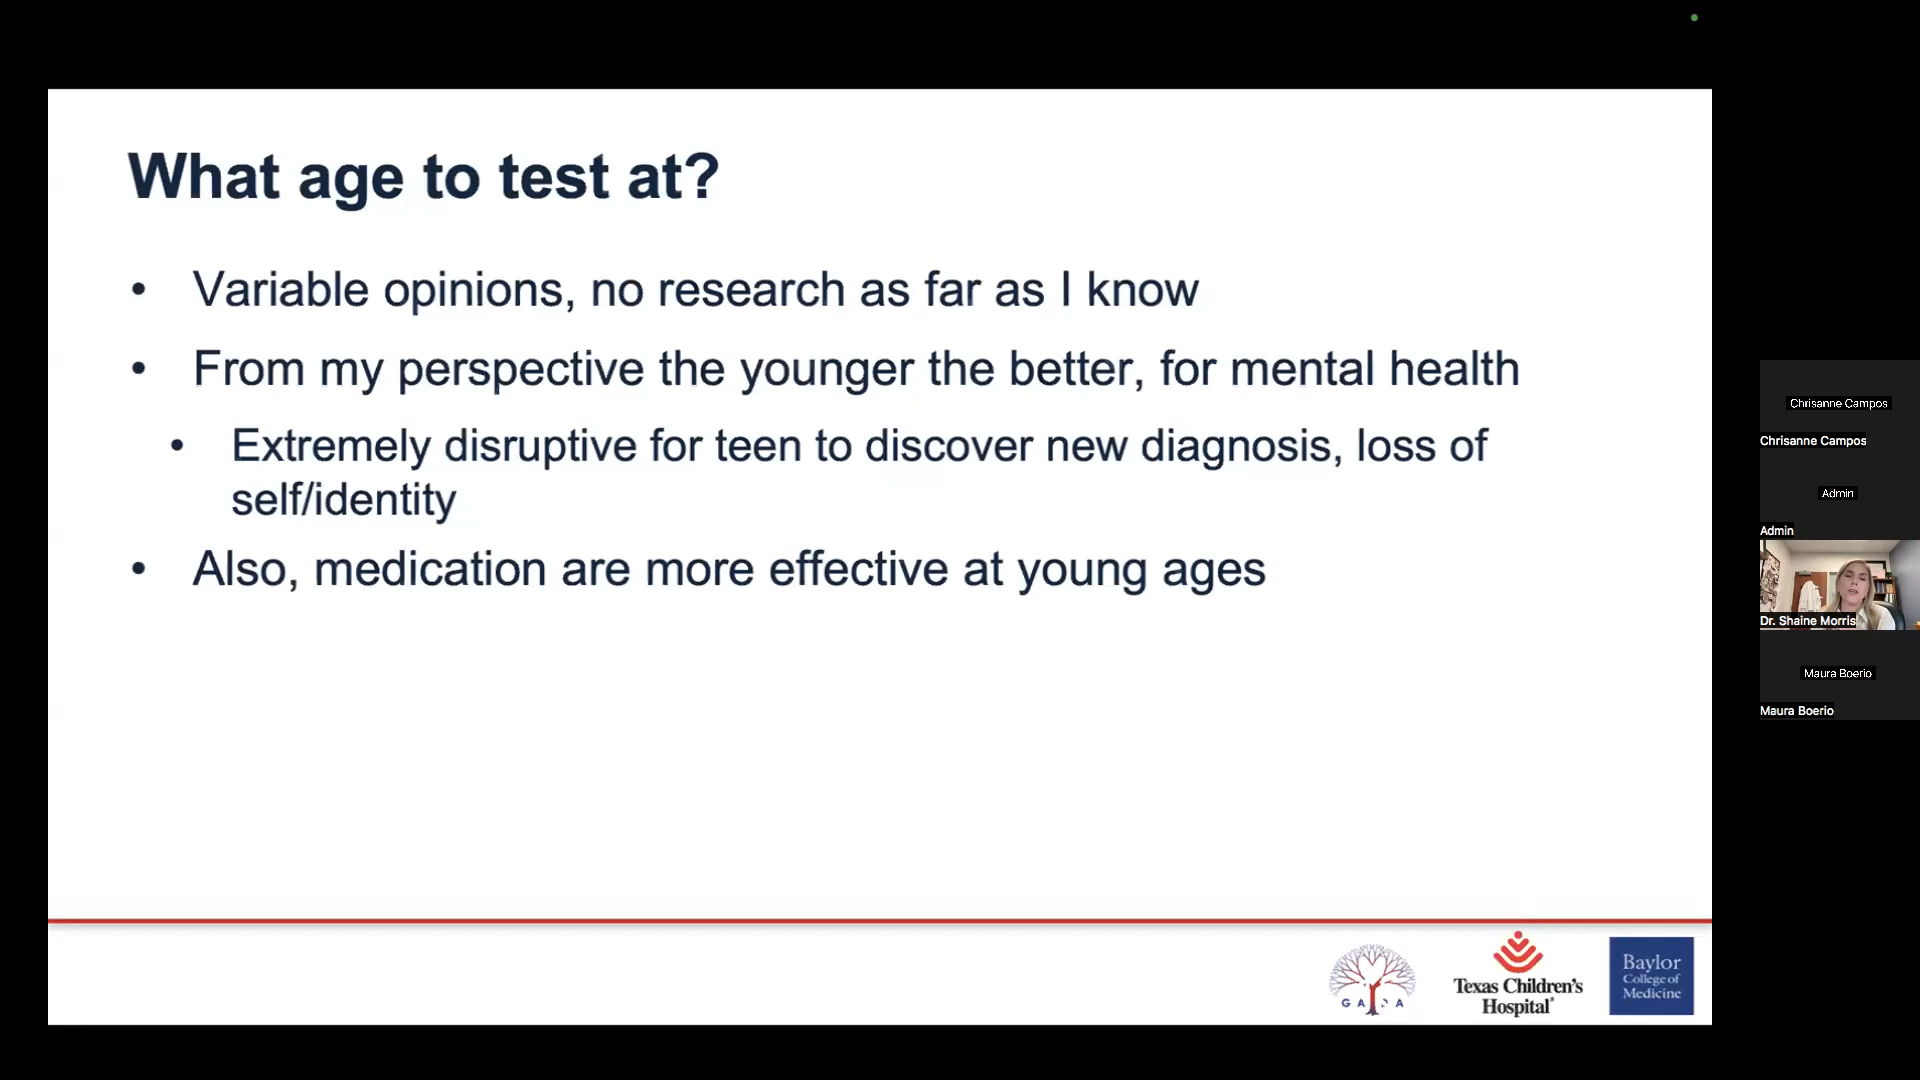 What age to test at?
• Variable opinions, no research as far as I know
• From my perspective the younger the better, for mental health
• Extremely disruptive for teen to discover new diagnosis, loss of
self/identity
• Also, medication are more effective at young ages
Chrisanne Campos
Chrisanne Campos
Admin
Admin
Dr. Shaine Morris
Maura Boerio
Maura Boerio
Texas Children's
Hospital
Baylor
College of
Medicine